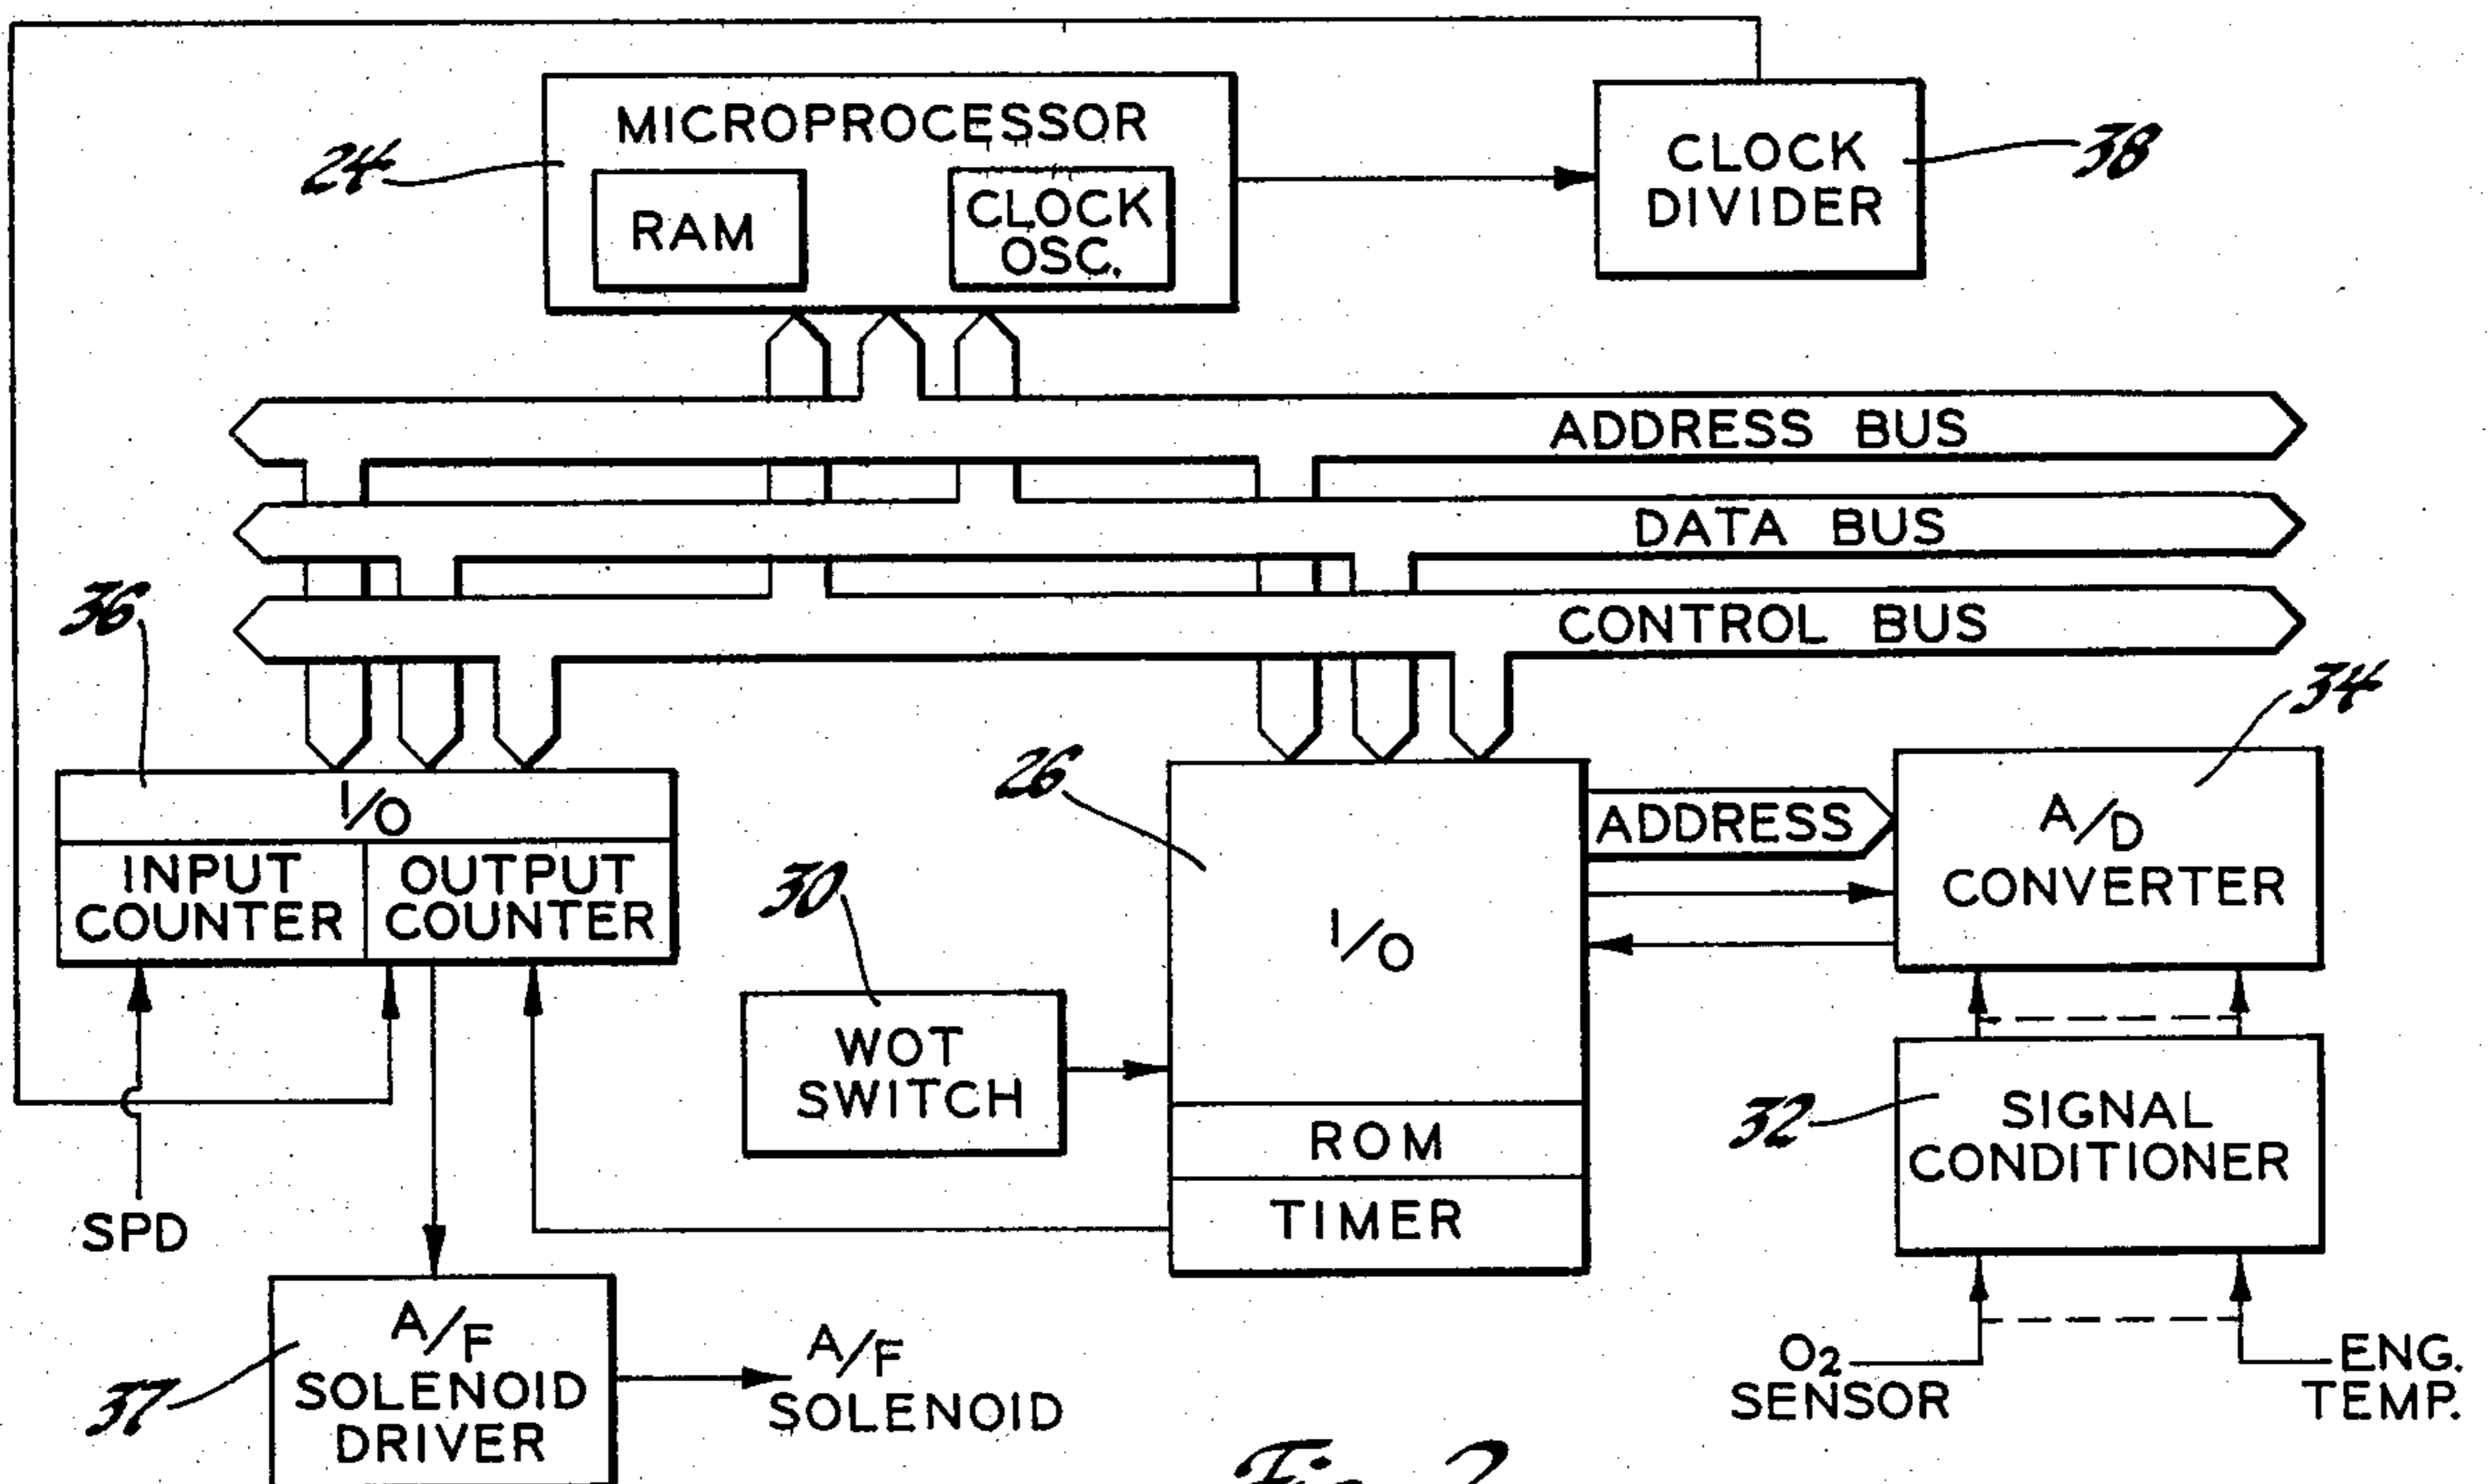 MICROPROCESSOR
24
RAM
CLOCK
OSC.
CLOCK
DIVIDER
38
ADDRESS BUS
DATA BUS
CONTROL BUS
36
I/O
INPUT
COUNTER
OUTPUT
COUNTER
SPD
37
A/F
SOLENOID
DRIVER
A/F
SOLENOID
30
WOT
SWITCH
26
I/O
ROM
TIMER
ADDRESS
34
A/D
CONVERTER
32
SIGNAL
CONDITIONER
O2
SENSOR
ENG.
TEMP.
Fig. 2